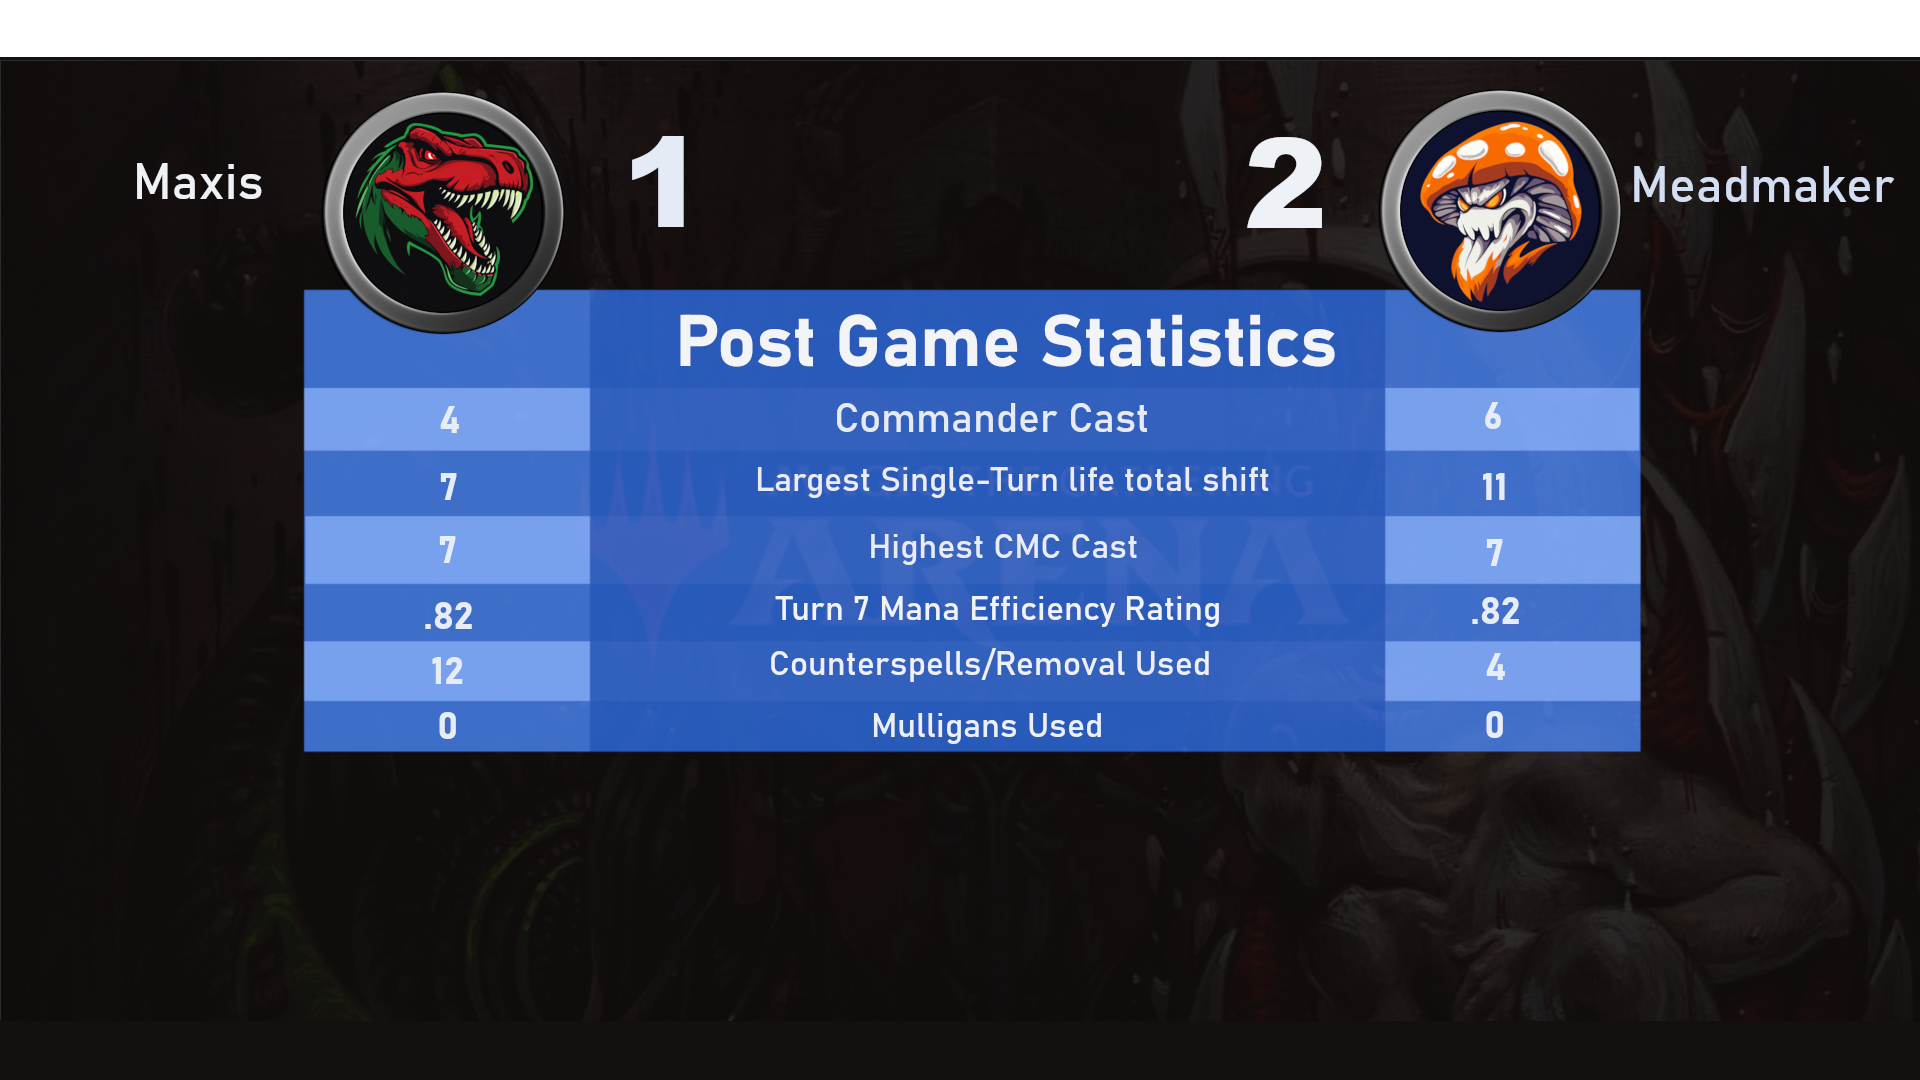 Maxis
1
2
Meadmaker
Post Game Statistics
4 Commander Cast 6
7 Largest Single-Turn life total shift 11
7 Highest CMC Cast 7
.82 Turn 7 Mana Efficiency Rating .82
12 Counterspells/Removal Used 4
0 Mulligans Used 0
ARENA